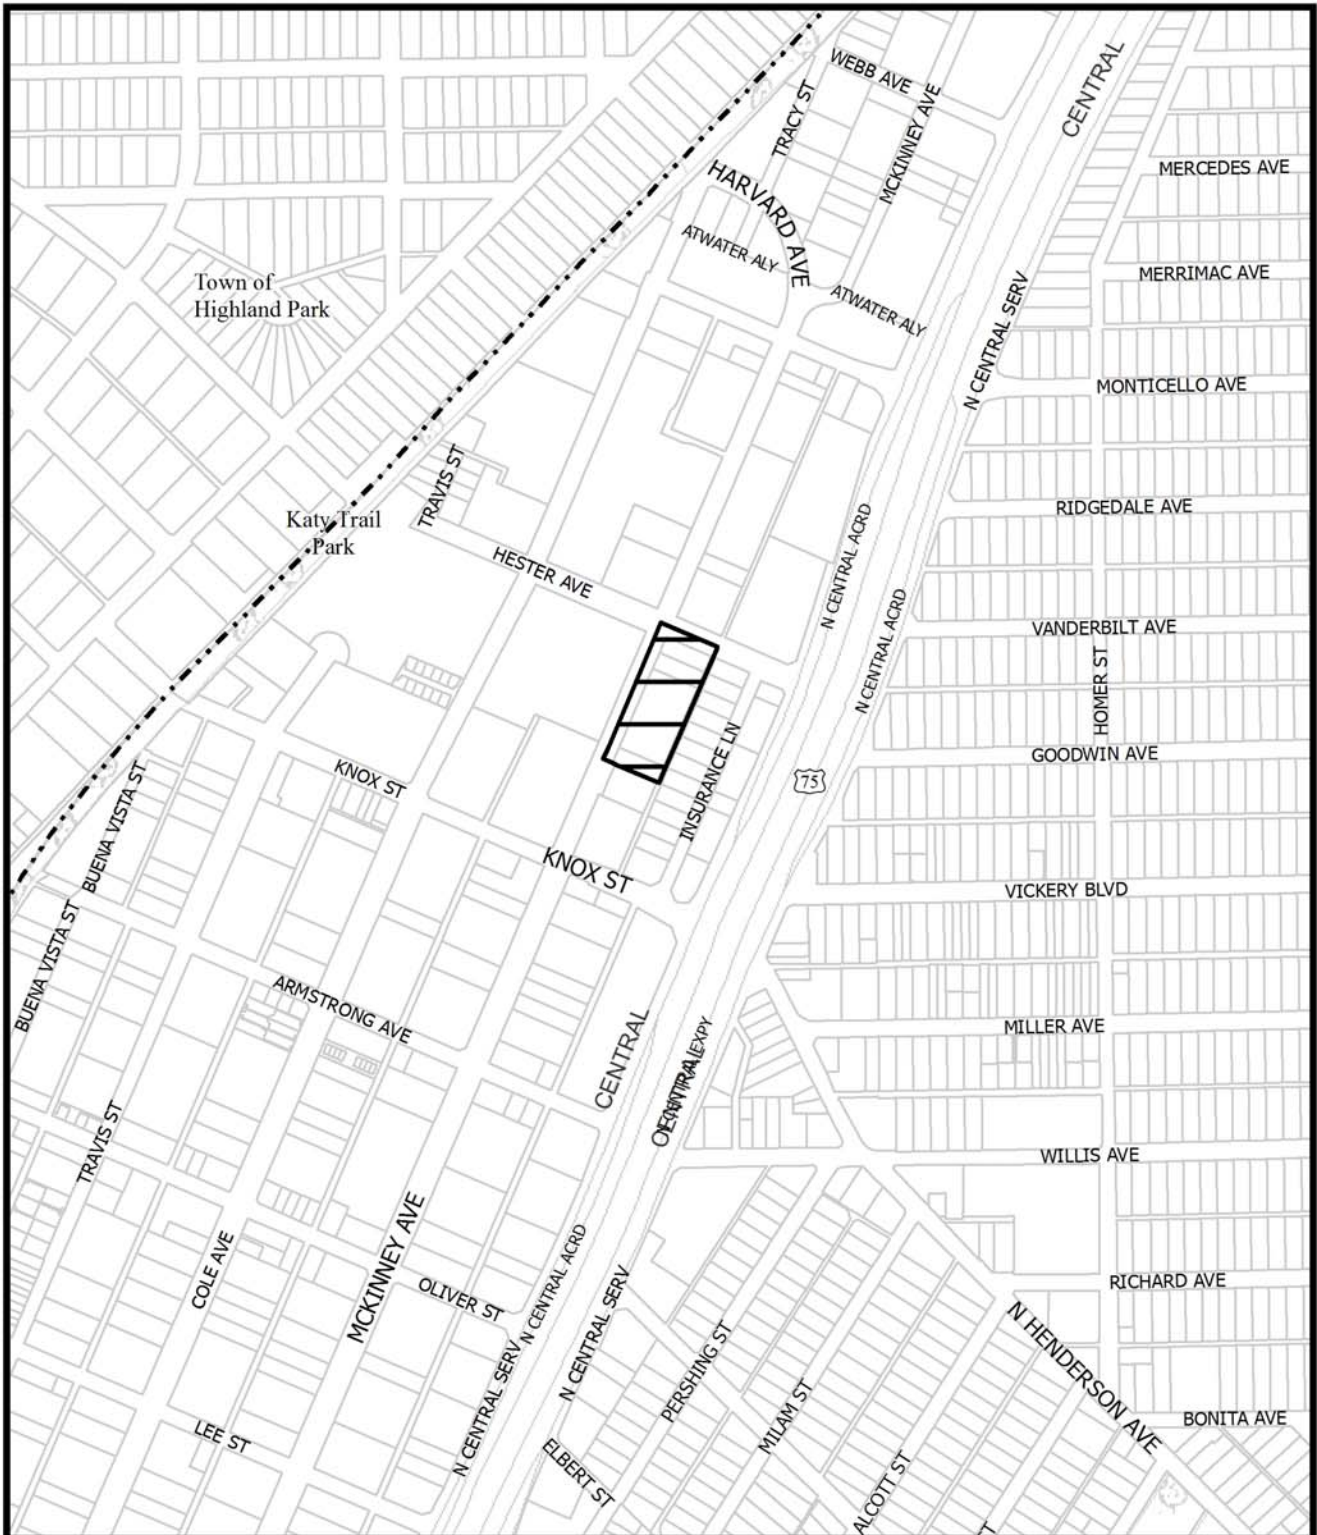 WEBB AVE
CENTRAL
TRACY ST
MCKINNEY AVE
MERCEDES AVE
HARVARD AVE
ATWATER ALY
MERRIMAC AVE
Town of
Highland Park
ATWATER ALY
N CENTRAL SERV
MONTICELLO AVE
TRAVIS ST
RIDGEDALE AVE
Katy Trail
Park
HESTER AVE
N CENTRAL ACRD
N CENTRAL ACRD
VANDERBILT AVE
HOMER ST
GOODWIN AVE
KNOX ST
INSURANCE LN
75
BUENA VISTA ST
KNOX ST
VICKERY BLVD
BUENA VISTA ST
ARMSTRONG AVE
MILLER AVE
CENTRAL
CENTRAL
N CENTRAL EXPY
TRAVIS ST
WILLIS AVE
MCKINNEY AVE
COLE AVE
OLIVER ST
N CENTRAL ACRD
N CENTRAL SERV
RICHARD AVE
N HENDERSON AVE
PERSHING ST
N CENTRAL SERV
MILAM ST
BONITA AVE
LEE ST
ELBERT ST
ALCOTT ST